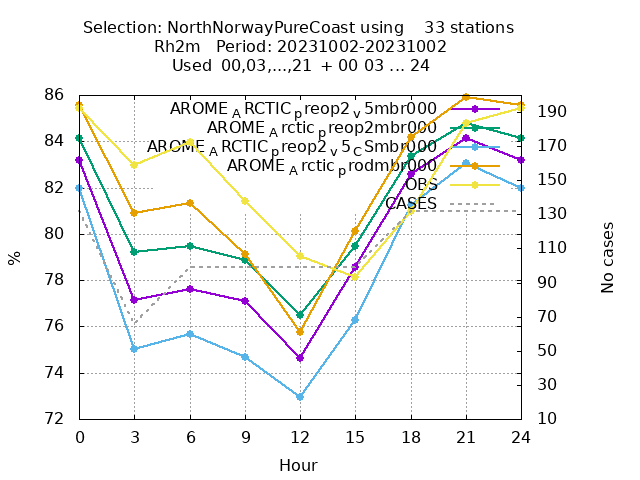 Selection: NorthNorwayPureCoast using    33 stations
Rh2m   Period: 20231002-20231002
Used  00,03,...,21  + 00 03 ... 24
AROME_ARCTIC_preop2_v5mbr000
AROME_Arctic_preop2mbr000
AROME_ARCTIC_preop2_v5_CSmbr000
AROME_Arctic_prodmbr000
OBS
CASES
86
84
82
80
78
76
74
72
%
190
170
150
130
110
90
70
50
30
10
No cases
0 3 6 9 12 15 18 21 24
Hour